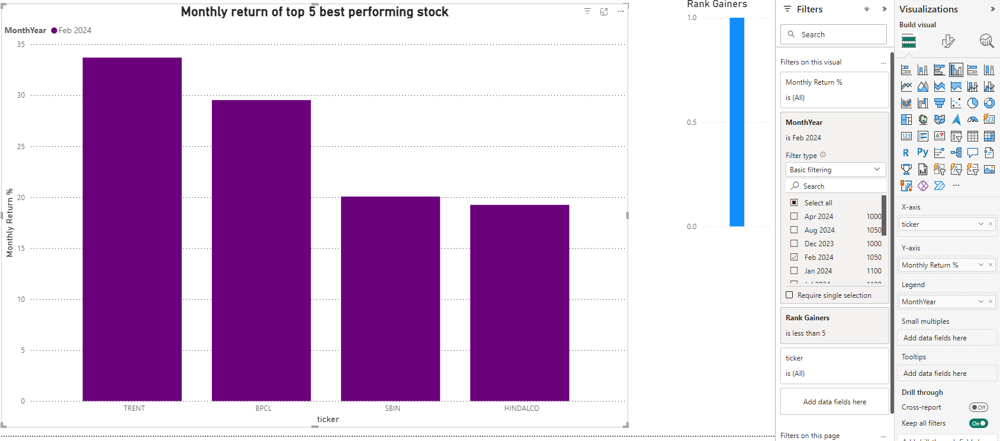 Monthly return of top 5 best performing stock
MonthYear Feb 2024
35
30
25
20
15
10
5
0
Monthly Return %
TRENT BPCL SBIN HINDALCO
ticker
Rank Gainers
1.0
0.5
0.0
Filters
Search
Filters on this visual ...
Monthly Return %
is (All)
MonthYear
is Feb 2024
Filter type
Basic filtering
Search
Select all
Apr 2024 1000
Aug 2024 1050
Dec 2023 1000
Feb 2024 1050
Jan 2024 1100
Require single selection
Rank Gainers
is less than 5
ticker
is (All)
Add data fields here
Filters on this page ...
Visualizations
Build visual
123
123
R Py
...
X-axis
ticker
Y-axis
Monthly Return %
Legend
MonthYear
Small multiples
Add data fields here
Tooltips
Add data fields here
Drill through
Cross-report Off
Keep all filters On